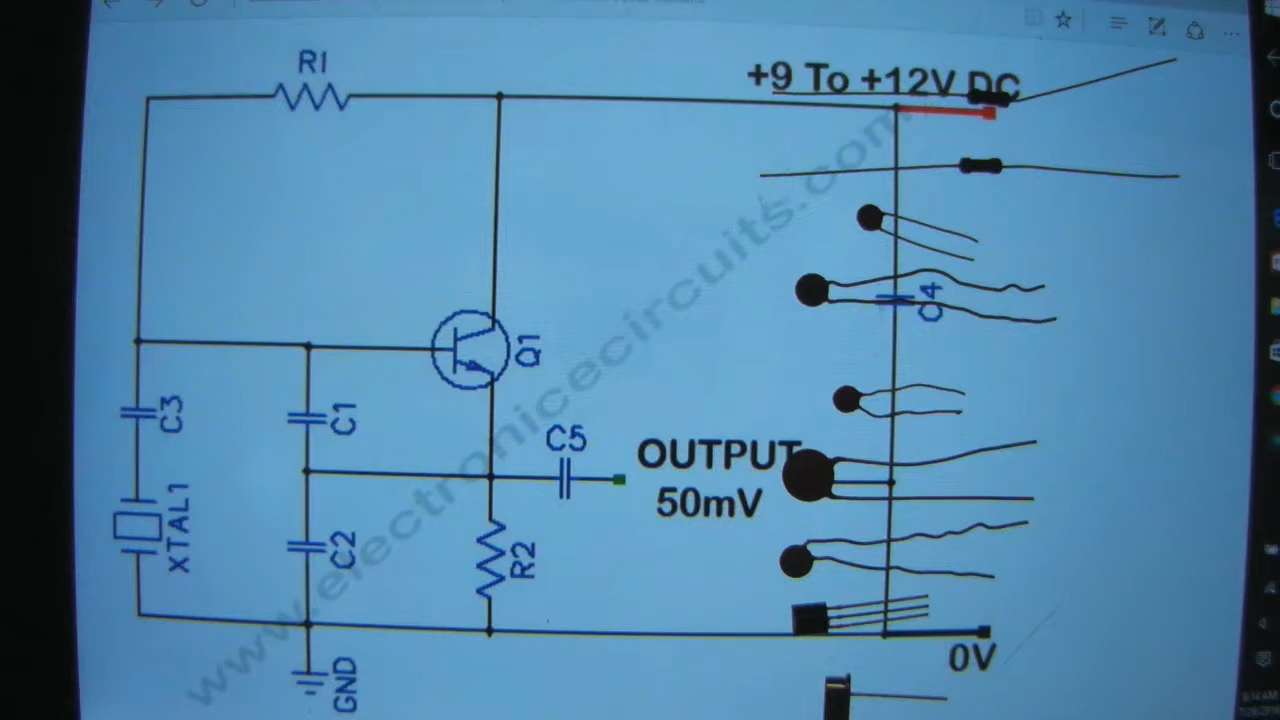 R1
+9 To +12V DC
C4
Q1
C3
C1
C5
OUTPUT
50mV
XTAL1
C2
R2
0V
GND
www.electronicecircuits.com